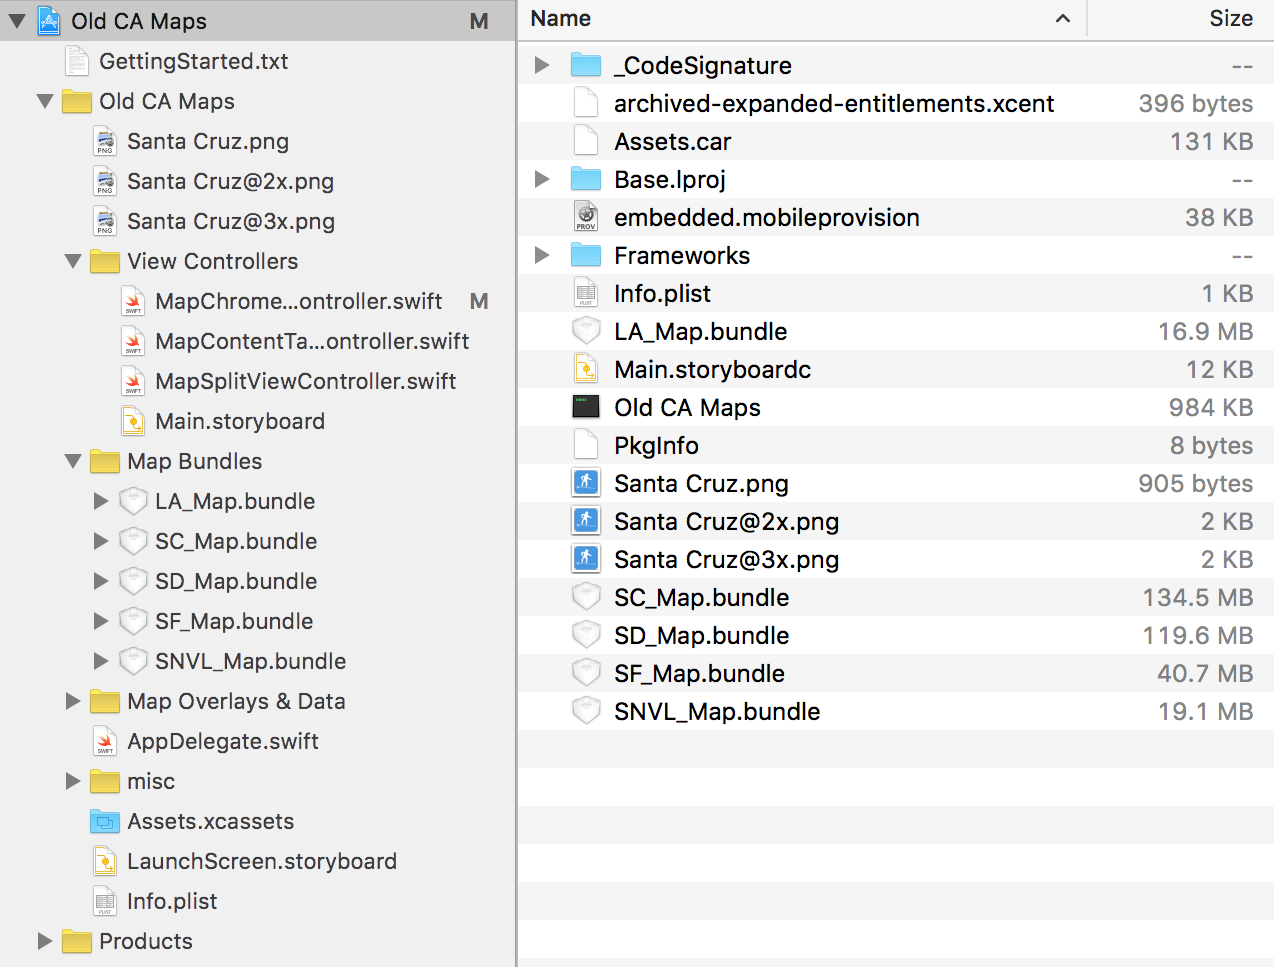 Old CA Maps M
GettingStarted.txt
Old CA Maps
Santa Cruz.png
Santa Cruz@2x.png
Santa Cruz@3x.png
View Controllers
MapChrome...ontroller.swift M
MapContentTa...ontroller.swift
MapSplitViewController.swift
Main.storyboard
Map Bundles
LA_Map.bundle
SC_Map.bundle
SD_Map.bundle
SF_Map.bundle
SNVL_Map.bundle
Map Overlays & Data
AppDelegate.swift
misc
Assets.xcassets
LaunchScreen.storyboard
Info.plist
Products
Name Size
_CodeSignature --
archived-expanded-entitlements.xcent 396 bytes
Assets.car 131 KB
Base.lproj --
embedded.mobileprovision 38 KB
Frameworks --
Info.plist 1 KB
LA_Map.bundle 16.9 MB
Main.storyboardc 12 KB
Old CA Maps 984 KB
PkgInfo 8 bytes
Santa Cruz.png 905 bytes
Santa Cruz@2x.png 2 KB
Santa Cruz@3x.png 2 KB
SC_Map.bundle 134.5 MB
SD_Map.bundle 119.6 MB
SF_Map.bundle 40.7 MB
SNVL_Map.bundle 19.1 MB